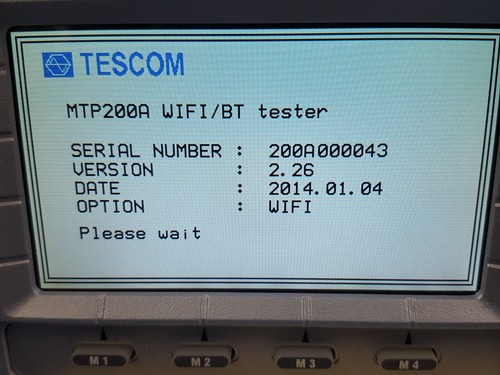 TESCOM
MTP200A WIFI/BT tester
SERIAL NUMBER : 200A000043
VERSION : 2.26
DATE : 2014.01.04
OPTION : WIFI
Please wait
M1 M2 M3 M4